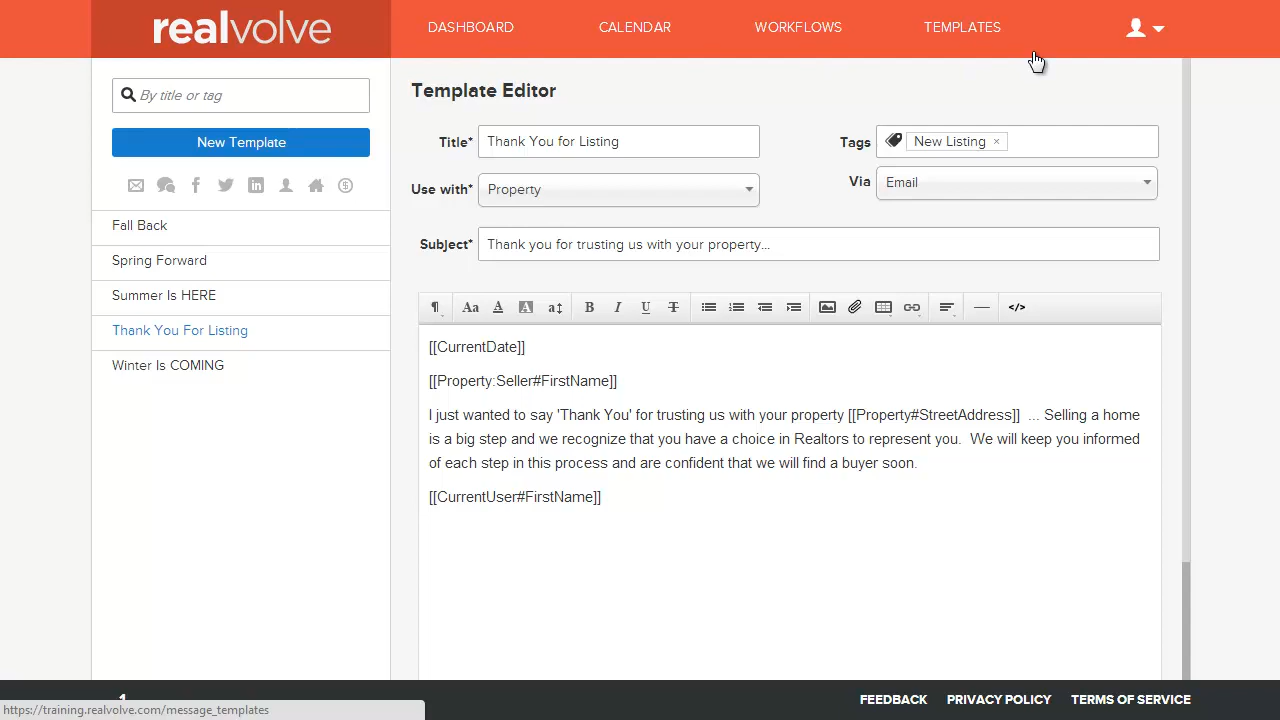 realvolve
DASHBOARD
CALENDAR
WORKFLOWS
TEMPLATES
By title or tag
New Template
Fall Back
Spring Forward
Summer Is HERE
Thank You For Listing
Winter Is COMING
Template Editor
Title* Thank You for Listing
Tags New Listing ×
Use with* Property
Via Email
Subject* Thank you for trusting us with your property...
¶ Aa A A a↕ B I U T </>
[[CurrentDate]]
[[Property:Seller#FirstName]]
I just wanted to say 'Thank You' for trusting us with your property [[Property#StreetAddress]] ... Selling a home
is a big step and we recognize that you have a choice in Realtors to represent you. We will keep you informed
of each step in this process and are confident that we will find a buyer soon.
[[CurrentUser#FirstName]]
FEEDBACK
PRIVACY POLICY
TERMS OF SERVICE
https://training.realvolve.com/message_templates